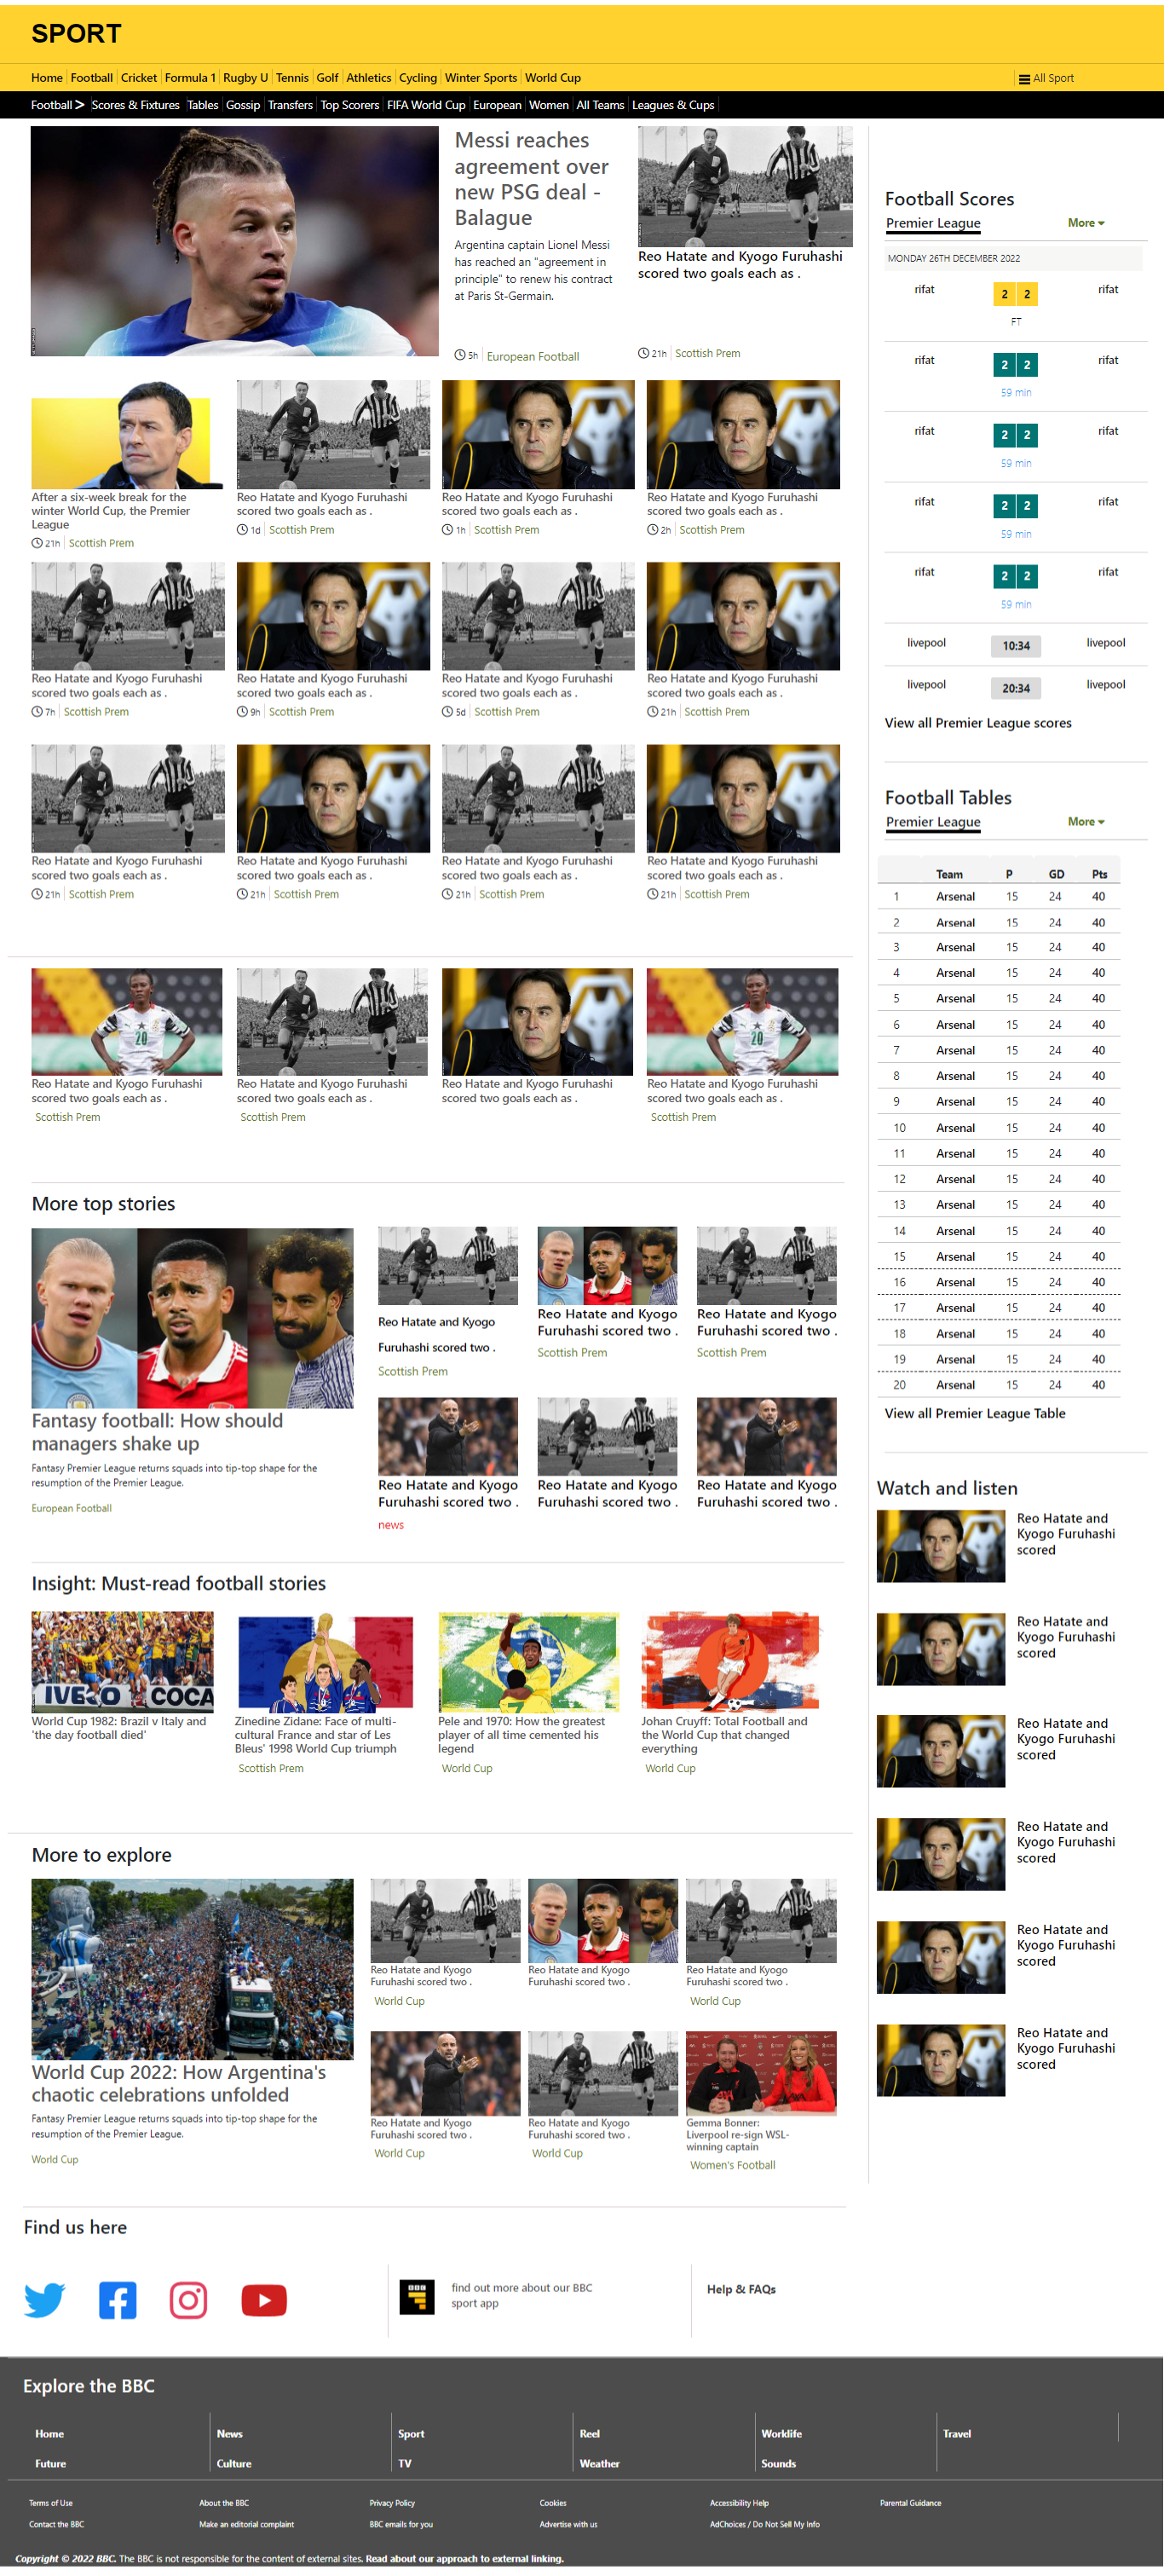 SPORT
Home Football Cricket Formula 1 Rugby U Tennis Golf Athletics Cycling Winter Sports World Cup All Sport
Football > Scores & Fixtures Tables Gossip Transfers Top Scorers FIFA World Cup European Women All Teams Leagues & Cups
Messi reaches
agreement over
new PSG deal -
Balague
Argentina captain Lionel Messi
has reached an "agreement in
principle" to renew his contract
at Paris St-Germain.
5h European Football
Reo Hatate and Kyogo Furuhashi
scored two goals each as .
21h Scottish Prem
After a six-week break for the
winter World Cup, the Premier
League
21h Scottish Prem
Reo Hatate and Kyogo Furuhashi
scored two goals each as .
1d Scottish Prem
Reo Hatate and Kyogo Furuhashi
scored two goals each as .
1h Scottish Prem
Reo Hatate and Kyogo Furuhashi
scored two goals each as .
2h Scottish Prem
Reo Hatate and Kyogo Furuhashi
scored two goals each as .
7h Scottish Prem
Reo Hatate and Kyogo Furuhashi
scored two goals each as .
9h Scottish Prem
Reo Hatate and Kyogo Furuhashi
scored two goals each as .
5d Scottish Prem
Reo Hatate and Kyogo Furuhashi
scored two goals each as .
21h Scottish Prem
Reo Hatate and Kyogo Furuhashi
scored two goals each as .
21h Scottish Prem
Reo Hatate and Kyogo Furuhashi
scored two goals each as .
21h Scottish Prem
Reo Hatate and Kyogo Furuhashi
scored two goals each as .
21h Scottish Prem
Reo Hatate and Kyogo Furuhashi
scored two goals each as .
21h Scottish Prem
20
Reo Hatate and Kyogo Furuhashi
scored two goals each as .
Scottish Prem
Reo Hatate and Kyogo Furuhashi
scored two goals each as .
Scottish Prem
Reo Hatate and Kyogo Furuhashi
scored two goals each as .
20
Reo Hatate and Kyogo Furuhashi
scored two goals each as .
Scottish Prem
More top stories
Fantasy football: How should
managers shake up
Fantasy Premier League returns squads into tip-top shape for the
resumption of the Premier League.
European Football
Reo Hatate and Kyogo
Furuhashi scored two .
Scottish Prem
Reo Hatate and Kyogo
Furuhashi scored two .
Scottish Prem
Reo Hatate and Kyogo
Furuhashi scored two .
Scottish Prem
Reo Hatate and Kyogo
Furuhashi scored two .
news
Reo Hatate and Kyogo
Furuhashi scored two .
Reo Hatate and Kyogo
Furuhashi scored two .
Insight: Must-read football stories
IVECO COCA
World Cup 1982: Brazil v Italy and
'the day football died'
Zinedine Zidane: Face of multi-
cultural France and star of Les
Bleus' 1998 World Cup triumph
Scottish Prem
Pele and 1970: How the greatest
player of all time cemented his
legend
World Cup
Johan Cruyff: Total Football and
the World Cup that changed
everything
World Cup
More to explore
World Cup 2022: How Argentina's
chaotic celebrations unfolded
Fantasy Premier League returns squads into tip-top shape for the
resumption of the Premier League.
World Cup
Reo Hatate and Kyogo
Furuhashi scored two .
World Cup
Reo Hatate and Kyogo
Furuhashi scored two .
Reo Hatate and Kyogo
Furuhashi scored two .
World Cup
Reo Hatate and Kyogo
Furuhashi scored two .
World Cup
Reo Hatate and Kyogo
Furuhashi scored two .
World Cup
Gemma Bonner:
Liverpool re-sign WSL-
winning captain
Women's Football
Football Scores
Premier League More
MONDAY 26TH DECEMBER 2022
rifat 2 2 rifat
FT
rifat 2 2 rifat
59 min
rifat 2 2 rifat
59 min
rifat 2 2 rifat
59 min
rifat 2 2 rifat
59 min
livepool 10:34 livepool
livepool 20:34 livepool
View all Premier League scores
Football Tables
Premier League More
Team P GD Pts
1 Arsenal 15 24 40
2 Arsenal 15 24 40
3 Arsenal 15 24 40
4 Arsenal 15 24 40
5 Arsenal 15 24 40
6 Arsenal 15 24 40
7 Arsenal 15 24 40
8 Arsenal 15 24 40
9 Arsenal 15 24 40
10 Arsenal 15 24 40
11 Arsenal 15 24 40
12 Arsenal 15 24 40
13 Arsenal 15 24 40
14 Arsenal 15 24 40
15 Arsenal 15 24 40
16 Arsenal 15 24 40
17 Arsenal 15 24 40
18 Arsenal 15 24 40
19 Arsenal 15 24 40
20 Arsenal 15 24 40
View all Premier League Table
Watch and listen
Reo Hatate and
Kyogo Furuhashi
scored
Reo Hatate and
Kyogo Furuhashi
scored
Reo Hatate and
Kyogo Furuhashi
scored
Reo Hatate and
Kyogo Furuhashi
scored
Reo Hatate and
Kyogo Furuhashi
scored
Reo Hatate and
Kyogo Furuhashi
scored
Find us here
BBC
find out more about our BBC
sport app
Help & FAQs
Explore the BBC
Home News Sport Reel Worklife Travel
Future Culture TV Weather Sounds
Terms of Use About the BBC Privacy Policy Cookies Accessibility Help Parental Guidance
Contact the BBC Make an editorial complaint BBC emails for you Advertise with us AdChoices / Do Not Sell My Info
Copyright © 2022 BBC. The BBC is not responsible for the content of external sites. Read about our approach to external linking.